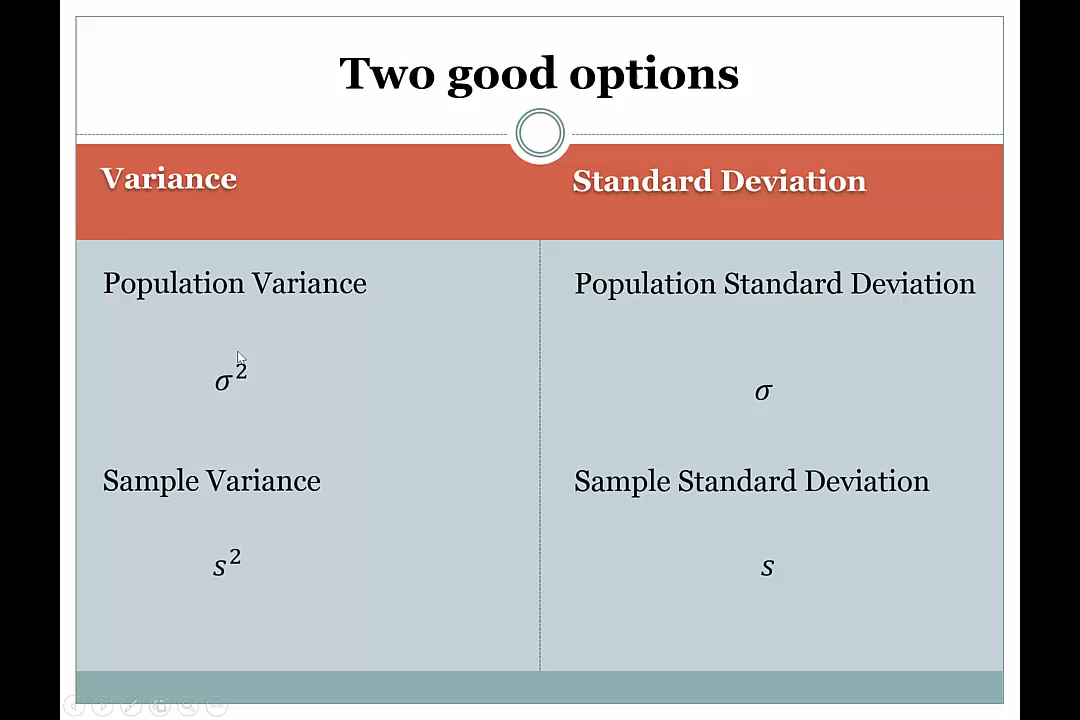 Two good options
Variance
Standard Deviation
Population Variance
Population Standard Deviation
σ²
σ
Sample Variance
Sample Standard Deviation
s²
s